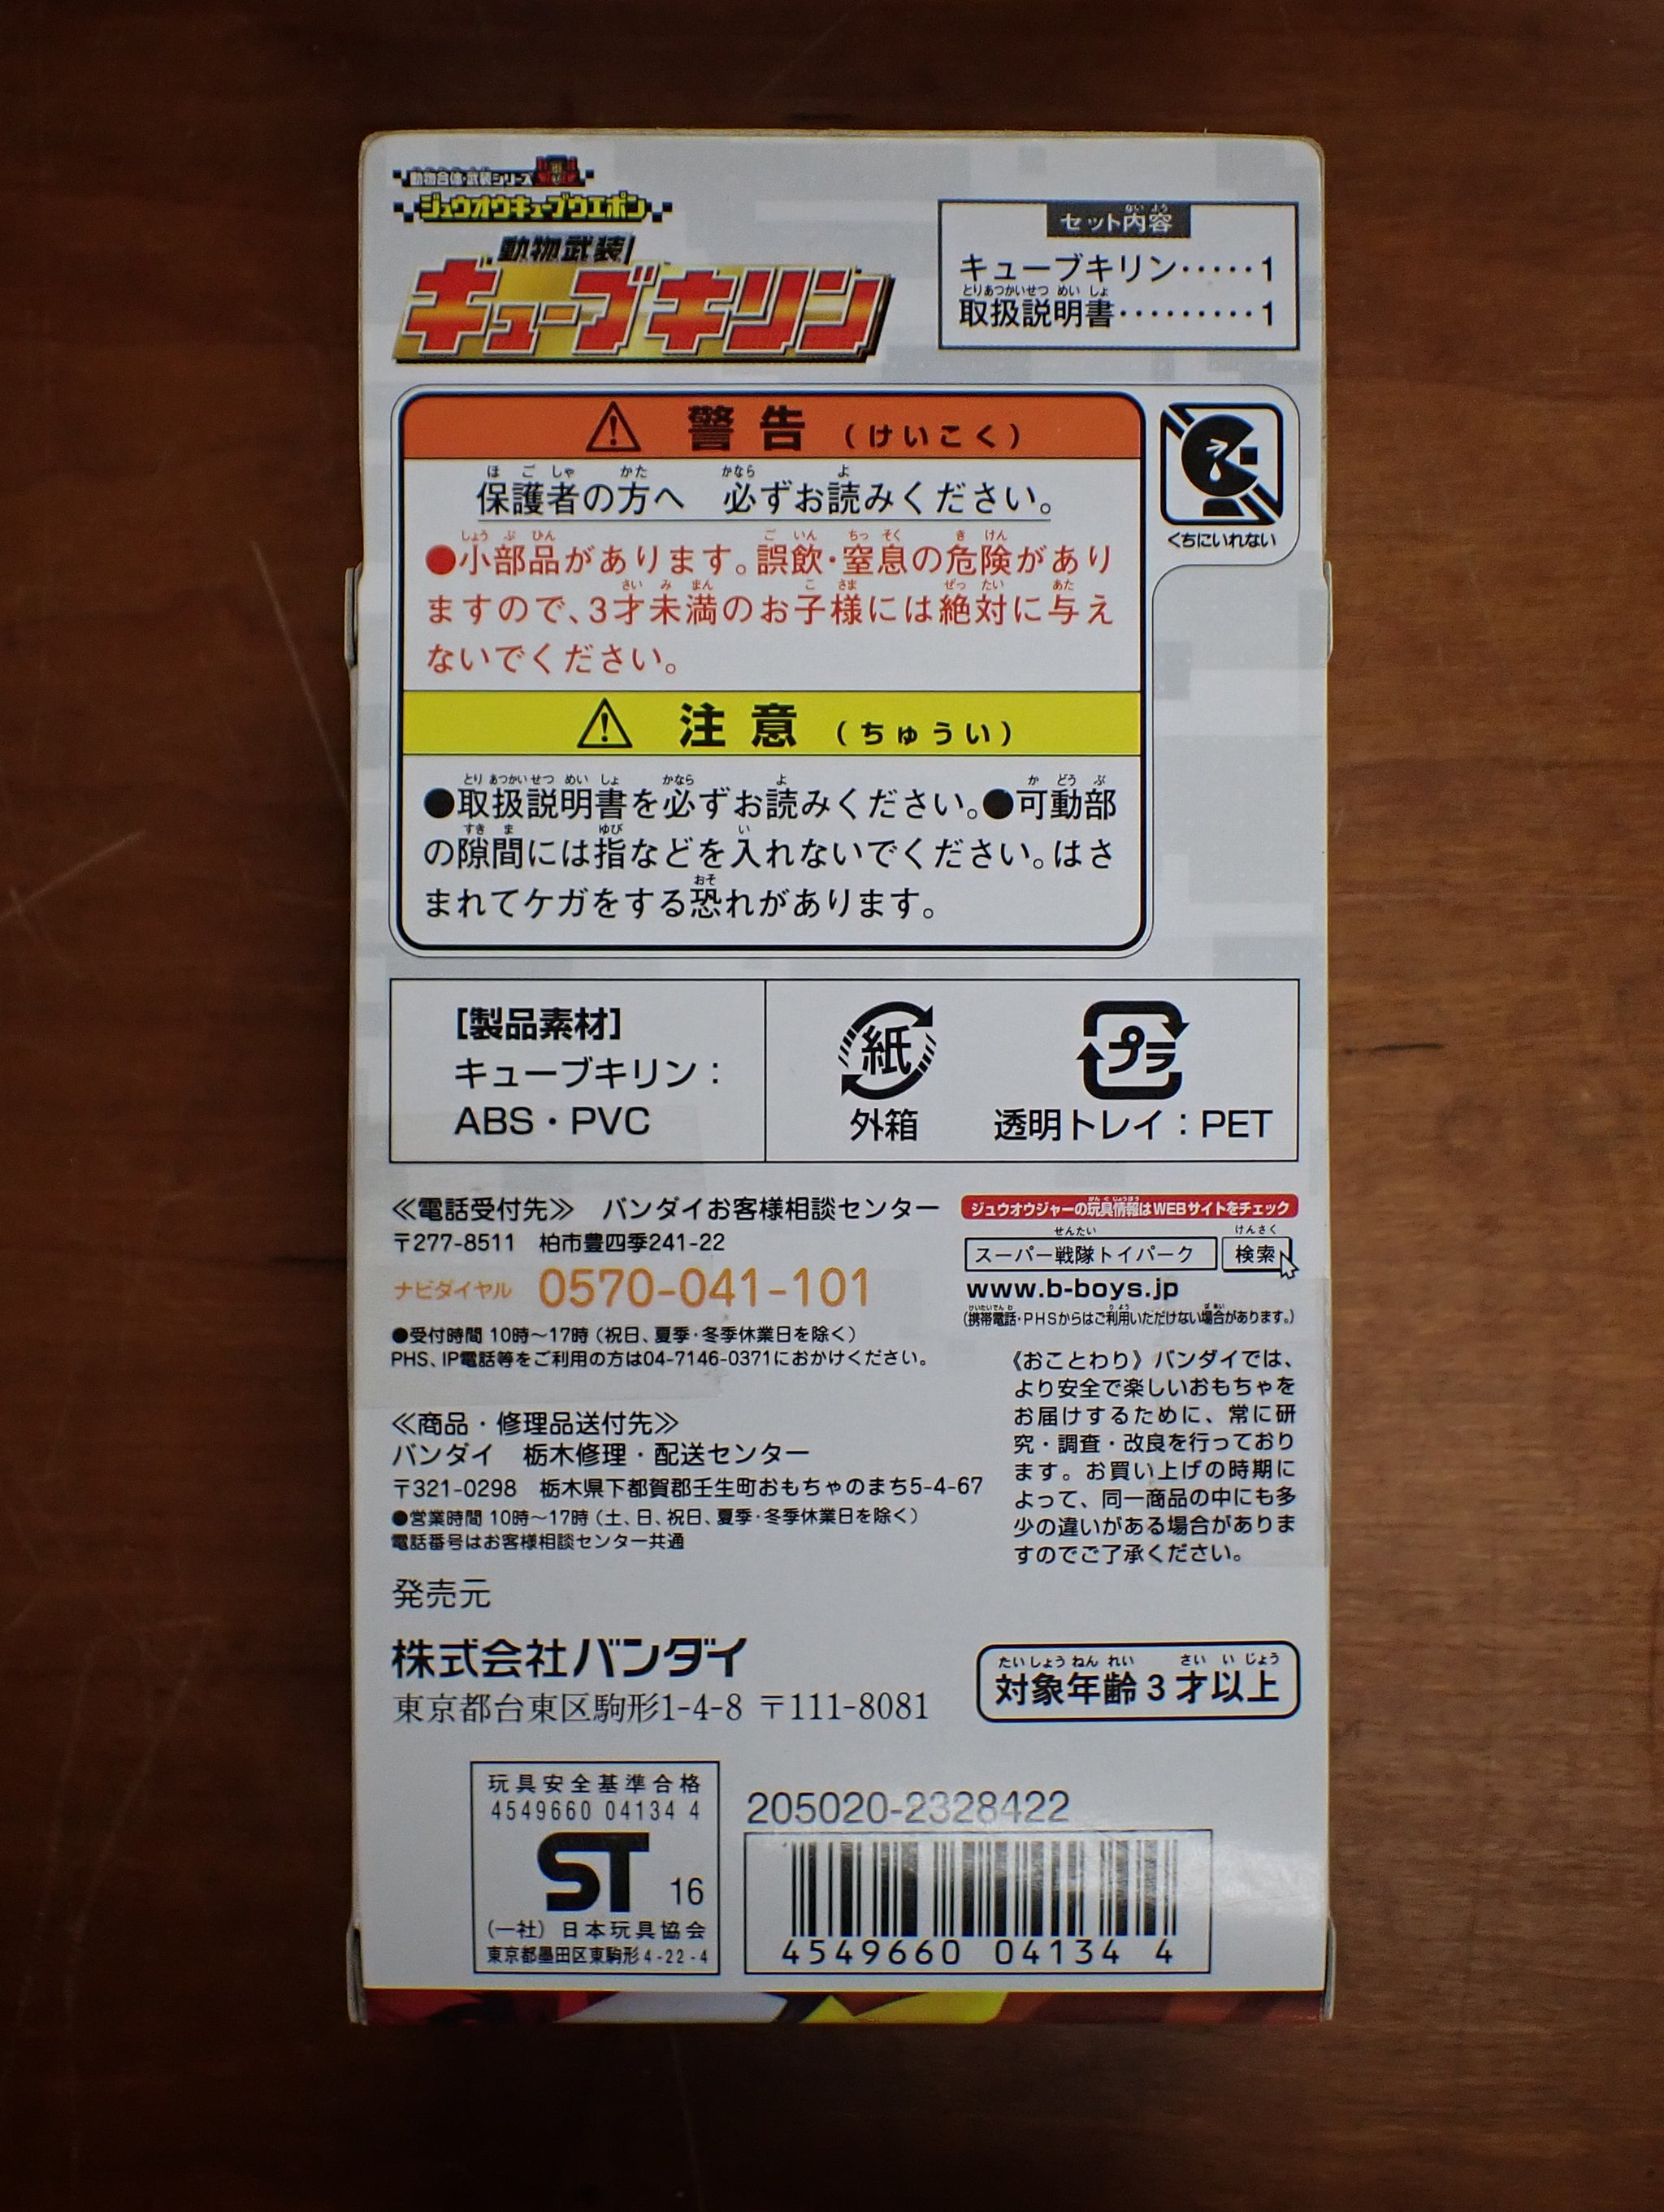 動物合体・武装シリーズ
ジュウオウキューブウエポン
動物武装!
キューブキリン
セット内容
キューブキリン・・・・・1
取扱説明書・・・・・・・・・1
警告（けいこく）
保護者の方へ　必ずお読みください。
●小部品があります。誤飲・窒息の危険があり
ますので、3才未満のお子様には絶対に与え
ないでください。
くちにいれない
注意（ちゅうい）
●取扱説明書を必ずお読みください。●可動部
の隙間には指などを入れないでください。はさ
まれてケガをする恐れがあります。
[製品素材]
キューブキリン：
ABS・PVC
紙
外箱
プラ
透明トレイ：PET
≪電話受付先≫　バンダイお客様相談センター
〒277-8511　柏市豊四季241-22
ナビダイヤル　0570-041-101
●受付時間 10時～17時（祝日、夏季・冬季休業日を除く）
PHS、IP電話等をご利用の方は04-7146-0371におかけください。
≪商品・修理品送付先≫
バンダイ　栃木修理・配送センター
〒321-0298　栃木県下都賀郡壬生町おもちゃのまち5-4-67
●営業時間 10時～17時（土、日、祝日、夏季・冬季休業日を除く）
電話番号はお客様相談センター共通
ジュウオウジャーの玩具情報はWEBサイトをチェック
スーパー戦隊トイパーク　検索
www.b-boys.jp
（携帯電話・PHSからはご利用いただけない場合があります。）
《おことわり》バンダイでは、
より安全で楽しいおもちゃを
お届けするために、常に研
究・調査・改良を行っており
ます。お買い上げの時期に
よって、同一商品の中にも多
少の違いがある場合がありま
すのでご了承ください。
発売元
株式会社バンダイ
東京都台東区駒形1-4-8 〒111-8081
対象年齢3才以上
玩具安全基準合格
4549660 04134 4
ST 16
（一社）日本玩具協会
東京都墨田区東駒形4-22-4
205020-2328422
4549660 04134 4